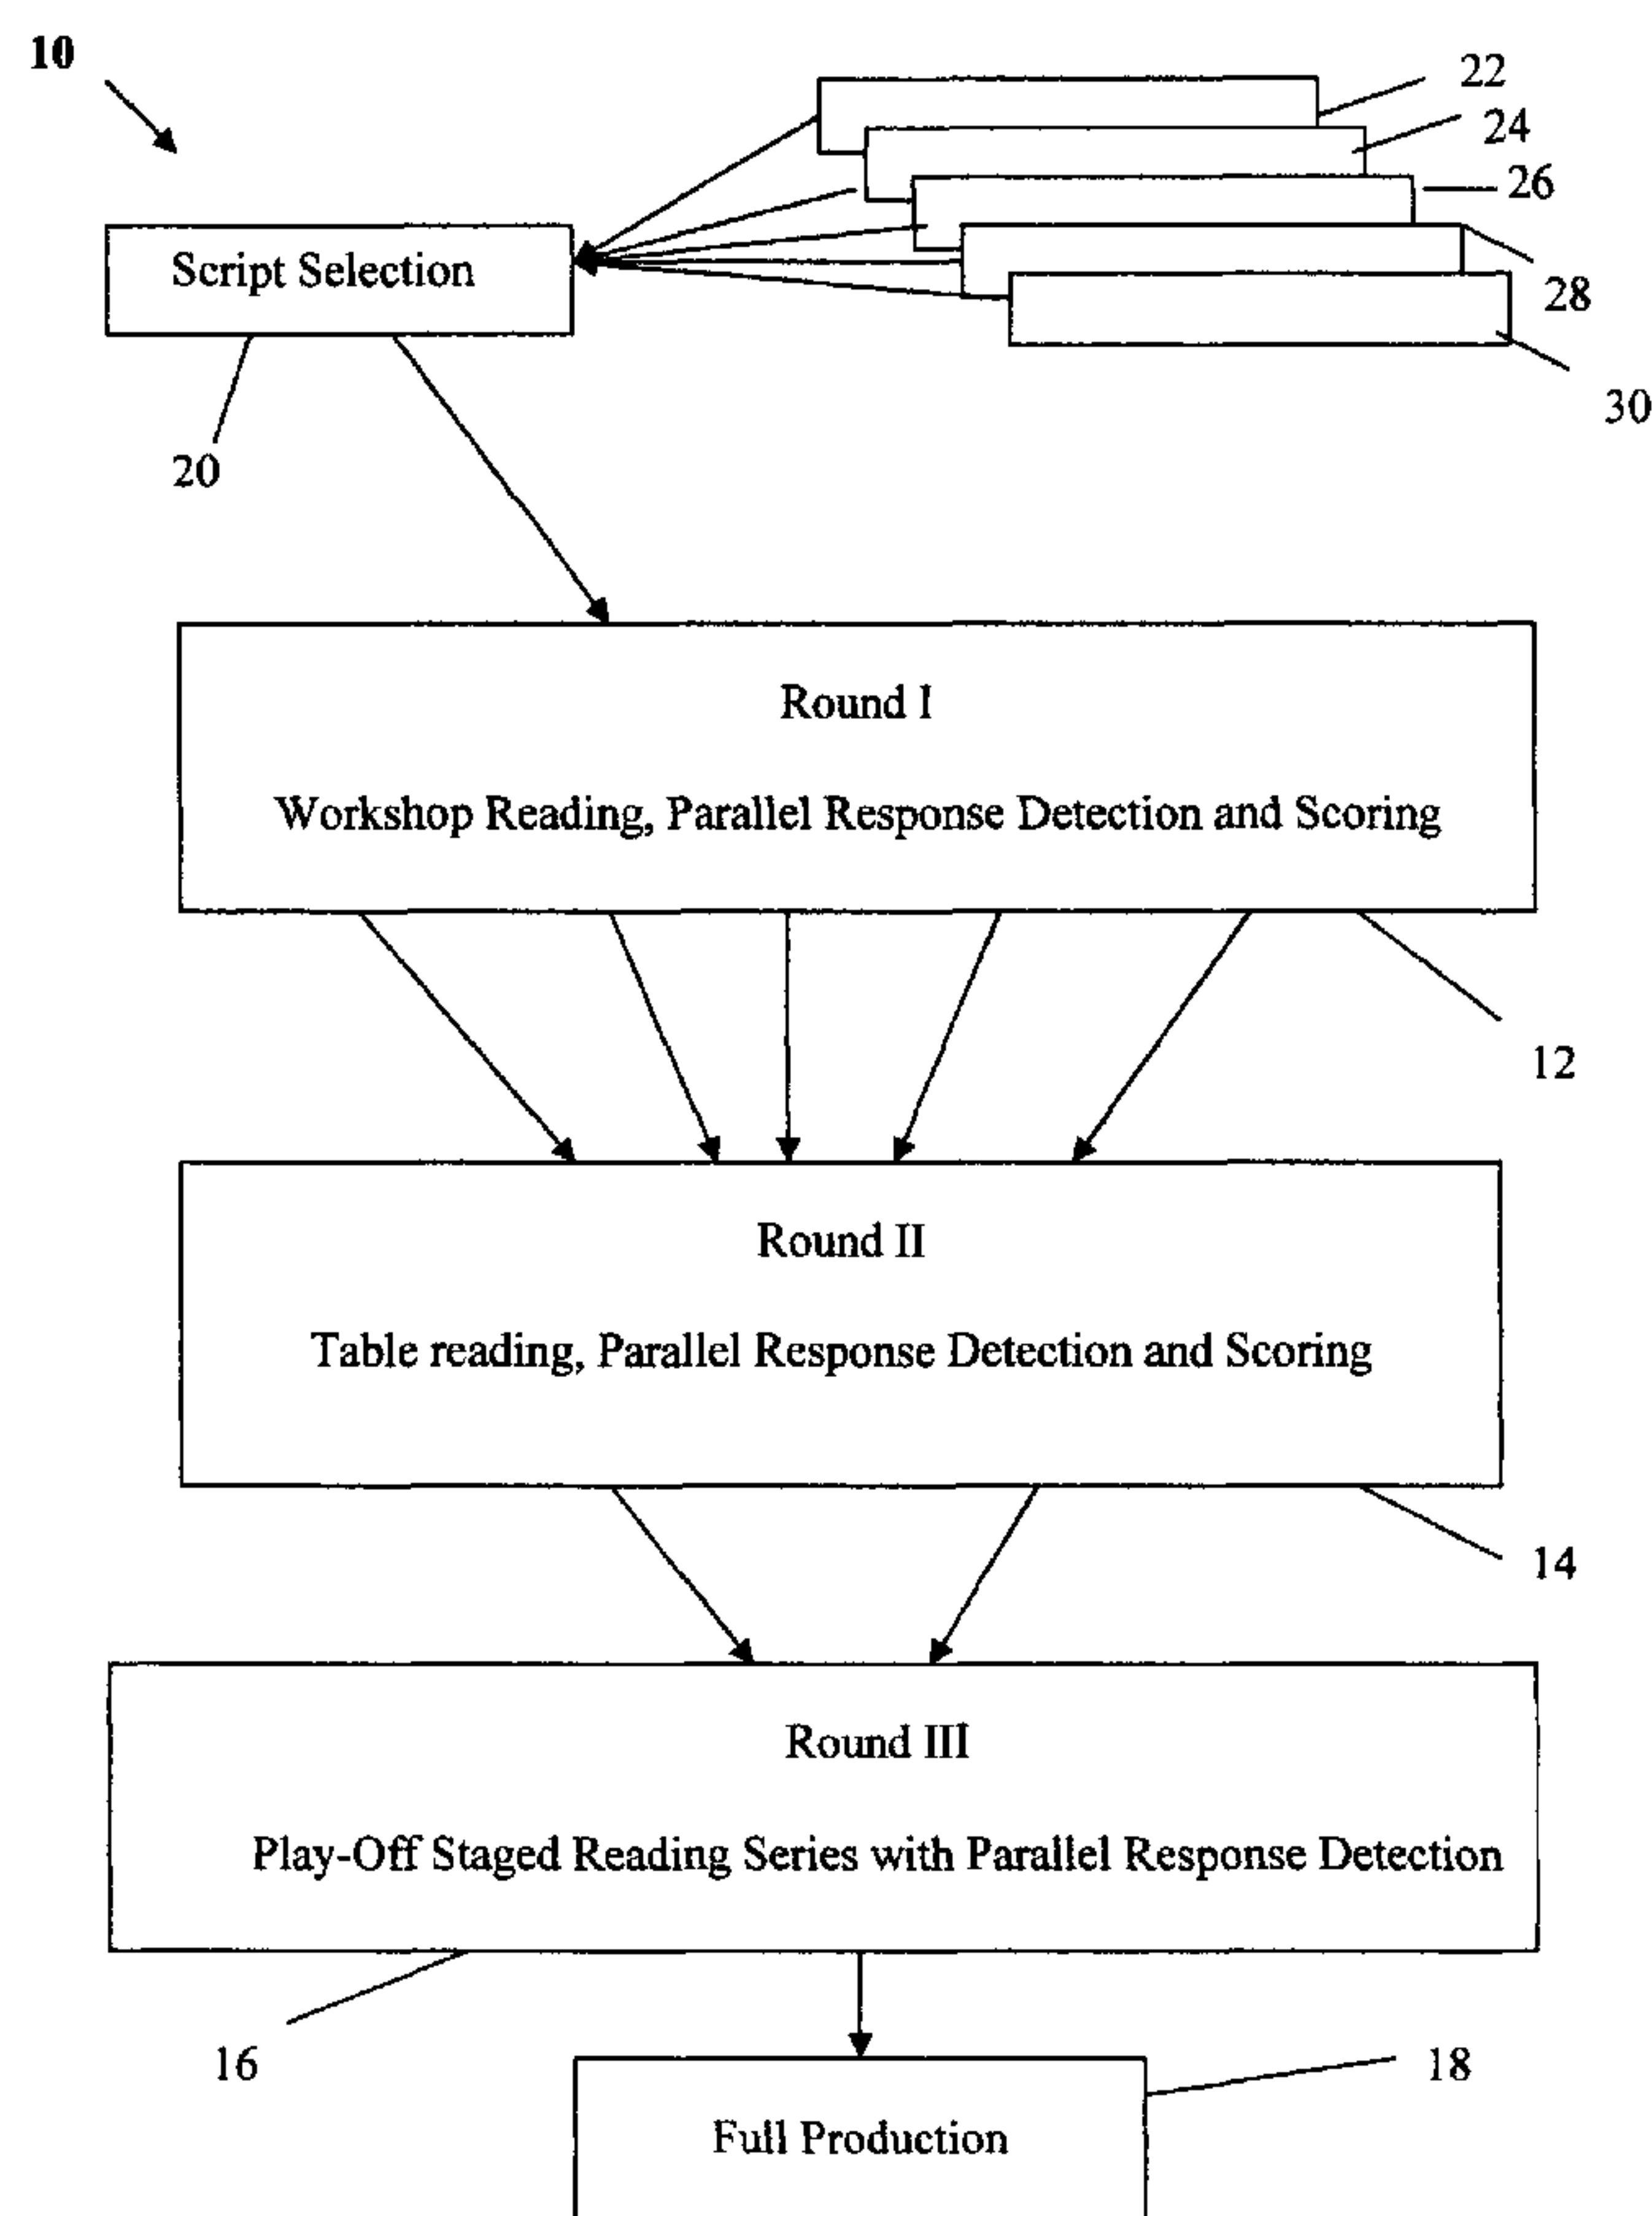 10
22
24
26
28
30
Script Selection
20
Round I
Workshop Reading, Parallel Response Detection and Scoring
12
Round II
Table reading, Parallel Response Detection and Scoring
14
Round III
Play-Off Staged Reading Series with Parallel Response Detection
16
18
Full Production